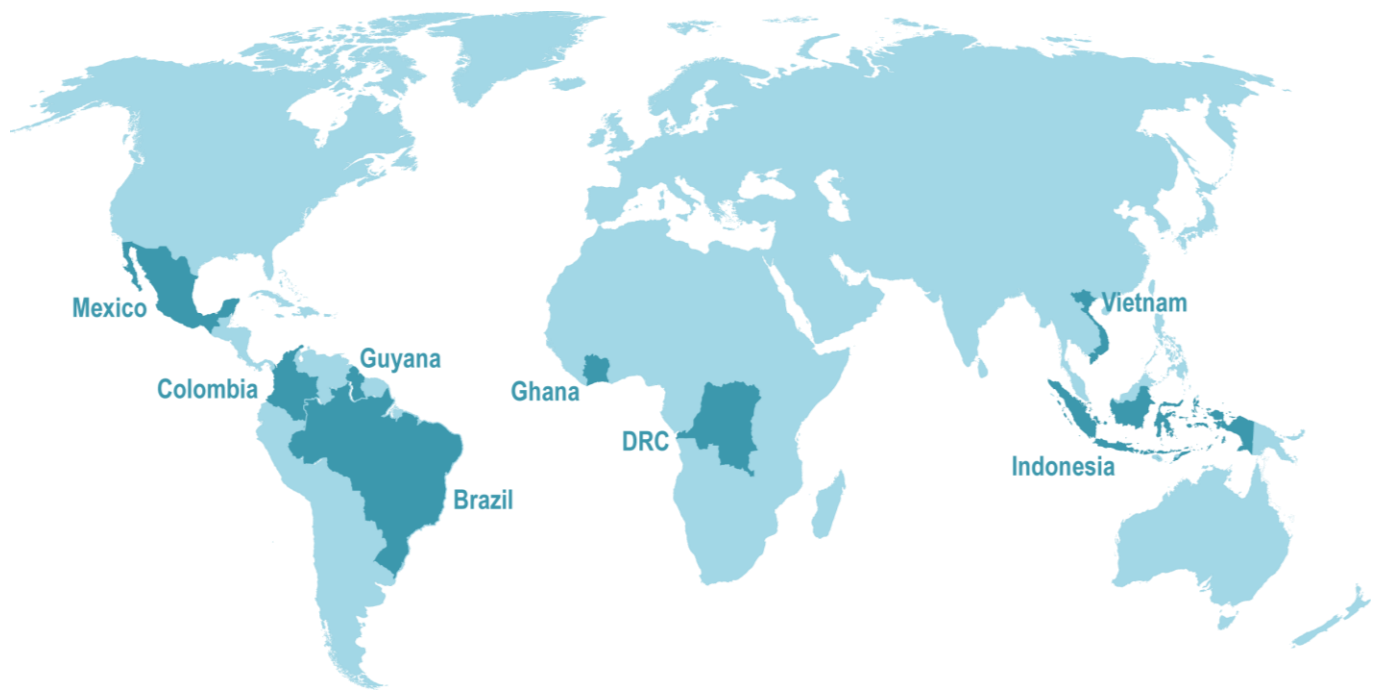 Mexico
Vietnam
Guyana
Colombia
Ghana
DRC
Indonesia
Brazil